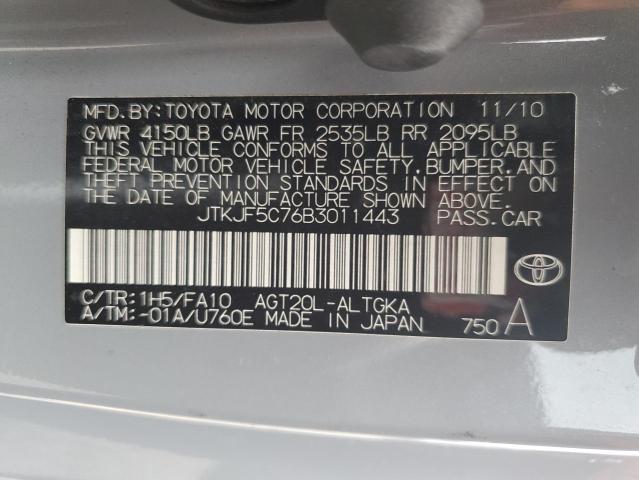 MFD. BY: TOYOTA MOTOR CORPORATION 11/10
GVWR 4150LB GAWR FR 2535LB RR 2095LB
THIS VEHICLE CONFORMS TO ALL APPLICABLE
FEDERAL MOTOR VEHICLE SAFETY, BUMPER, AND
THEFT PREVENTION STANDARDS IN EFFECT ON
THE DATE OF MANUFACTURE SHOWN ABOVE.
JTKJF5C76B3011443 PASS. CAR
C/TR: 1H5/FA10 AGT20L-ALTGKA
A/TM: -01A/U760E MADE IN JAPAN 750 A